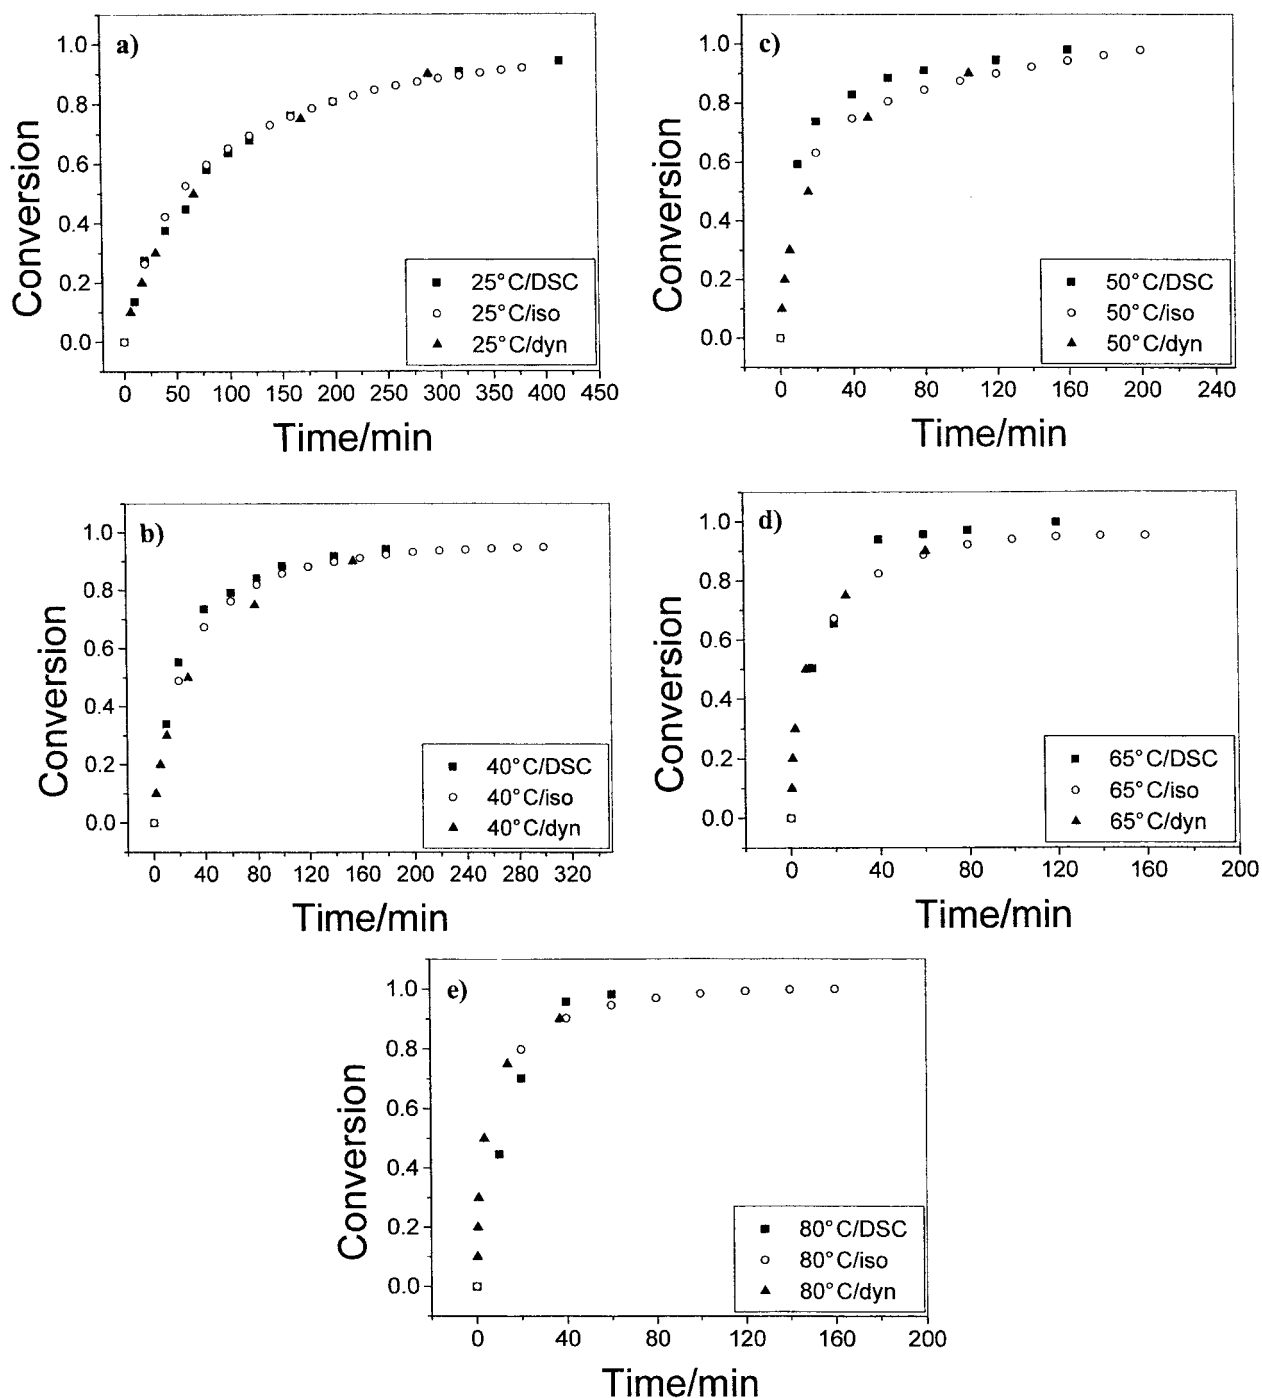 a)
1.0
0.8
0.6
0.4
0.2
0.0
Conversion
25°C/DSC
25°C/iso
25°C/dyn
0 50 100 150 200 250 300 350 400 450
Time/min
c)
1.0
0.8
0.6
0.4
0.2
0.0
Conversion
50°C/DSC
50°C/iso
50°C/dyn
0 40 80 120 160 200 240
Time/min
b)
1.0
0.8
0.6
0.4
0.2
0.0
Conversion
40°C/DSC
40°C/iso
40°C/dyn
0 40 80 120 160 200 240 280 320
Time/min
d)
1.0
0.8
0.6
0.4
0.2
0.0
Conversion
65°C/DSC
65°C/iso
65°C/dyn
0 40 80 120 160 200
Time/min
e)
1.0
0.8
0.6
0.4
0.2
0.0
Conversion
80°C/DSC
80°C/iso
80°C/dyn
0 40 80 120 160 200
Time/min